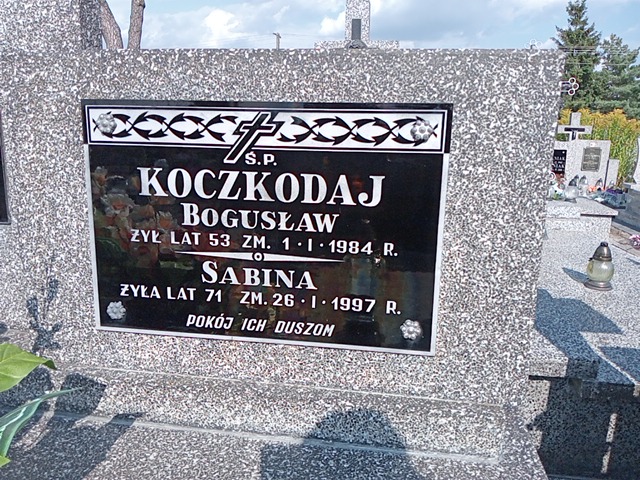 Ś.P.
KOCZKODAJ
BOGUSŁAW
ŻYŁ LAT 53 ZM. 1·I·1984 R.
SABINA
ŻYŁA LAT 71 ZM. 26·I·1997 R.
POKÓJ ICH DUSZOM